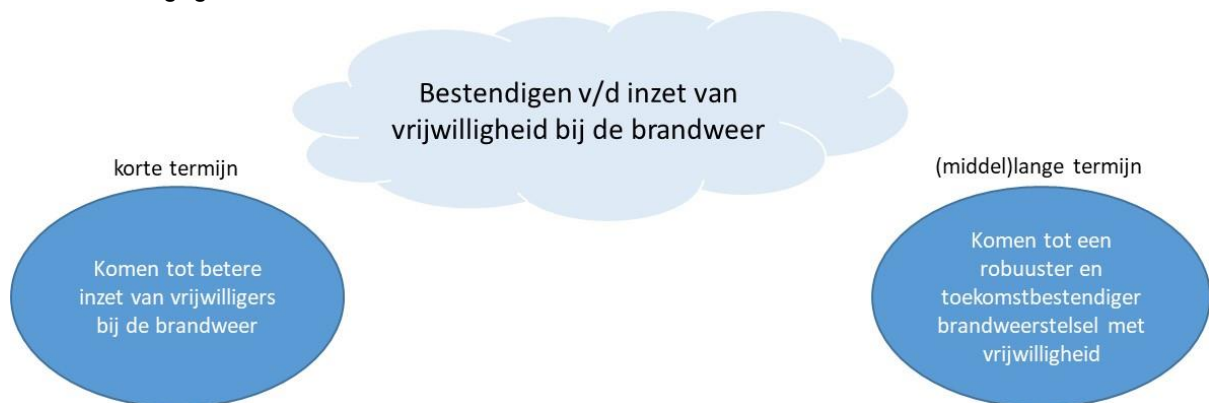 Bestendigen v/d inzet van
vrijwilligheid bij de brandweer
korte termijn
(middel)lange termijn
Komen tot betere
inzet van vrijwilligers
bij de brandweer
Komen tot een
robuuster en
toekomstbestendiger
brandweerstelsel met
vrijwilligheid